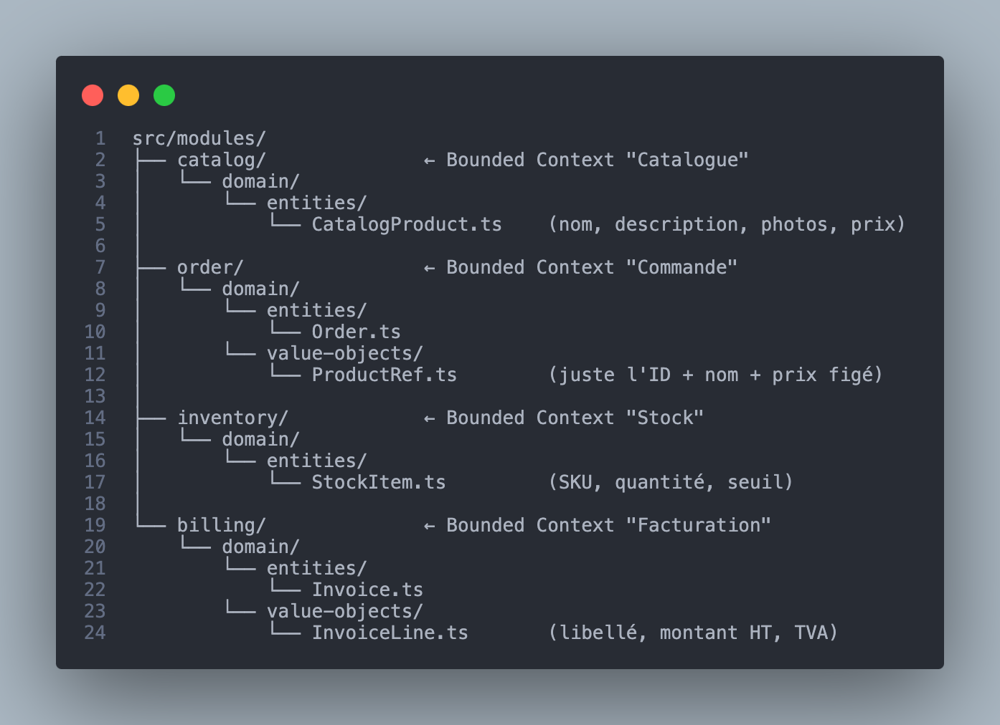 1 src/modules/
2 ├── catalog/              ← Bounded Context "Catalogue"
3 │   └── domain/
4 │       └── entities/
5 │           └── CatalogProduct.ts    (nom, description, photos, prix)
6 │
7 ├── order/                ← Bounded Context "Commande"
8 │   └── domain/
9 │       └── entities/
10 │           └── Order.ts
11 │       └── value-objects/
12 │           └── ProductRef.ts        (juste l'ID + nom + prix figé)
13 │
14 ├── inventory/            ← Bounded Context "Stock"
15 │   └── domain/
16 │       └── entities/
17 │           └── StockItem.ts         (SKU, quantité, seuil)
18 │
19 └── billing/              ← Bounded Context "Facturation"
20     └── domain/
21         └── entities/
22             └── Invoice.ts
23         └── value-objects/
24             └── InvoiceLine.ts       (libellé, montant HT, TVA)